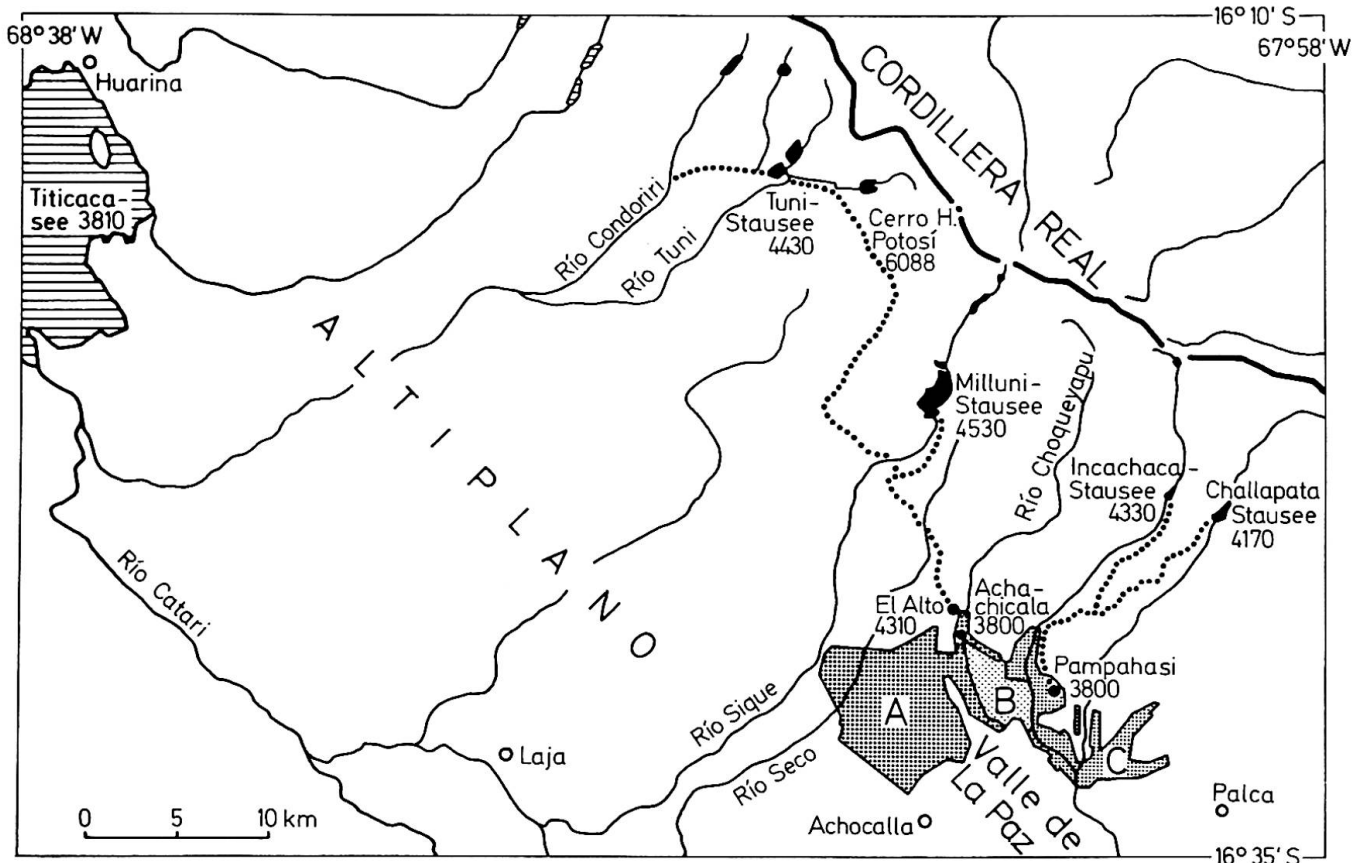 16° 10' S
68° 38' W
67° 58' W
Huarina
CORDILLERA REAL
Titicaca-
see 3810
Tuni-
Stausee
4430
Cerro H.
Potosí
6088
Río Condoriri
Río Tuni
ALTIPLANO
Milluni-
Stausee
4530
Río Choqueyapu
Incachaca-
Stausee
4330
Challapata
Stausee
4170
Río Catari
El Alto
4310
Acha-
chicala
3800
Pampahasi
3800
A
B
C
Río Sique
Río Seco
Laja
Valle de
La Paz
Achocalla
Palca
0 5 10 km
16° 35' S